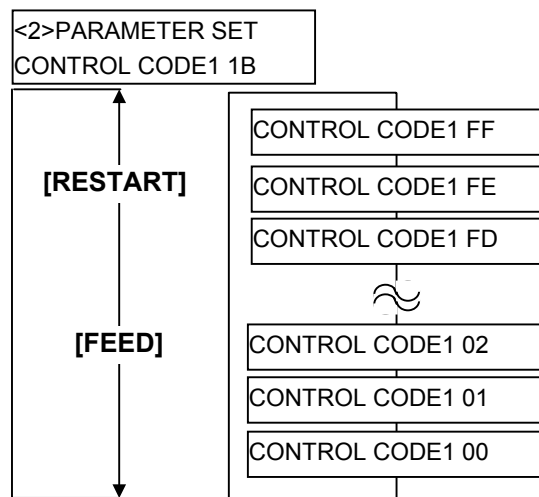 <2>PARAMETER SET
CONTROL CODE1 1B
CONTROL CODE1 FF
[RESTART]
CONTROL CODE1 FE
CONTROL CODE1 FD
[FEED]
CONTROL CODE1 02
CONTROL CODE1 01
CONTROL CODE1 00